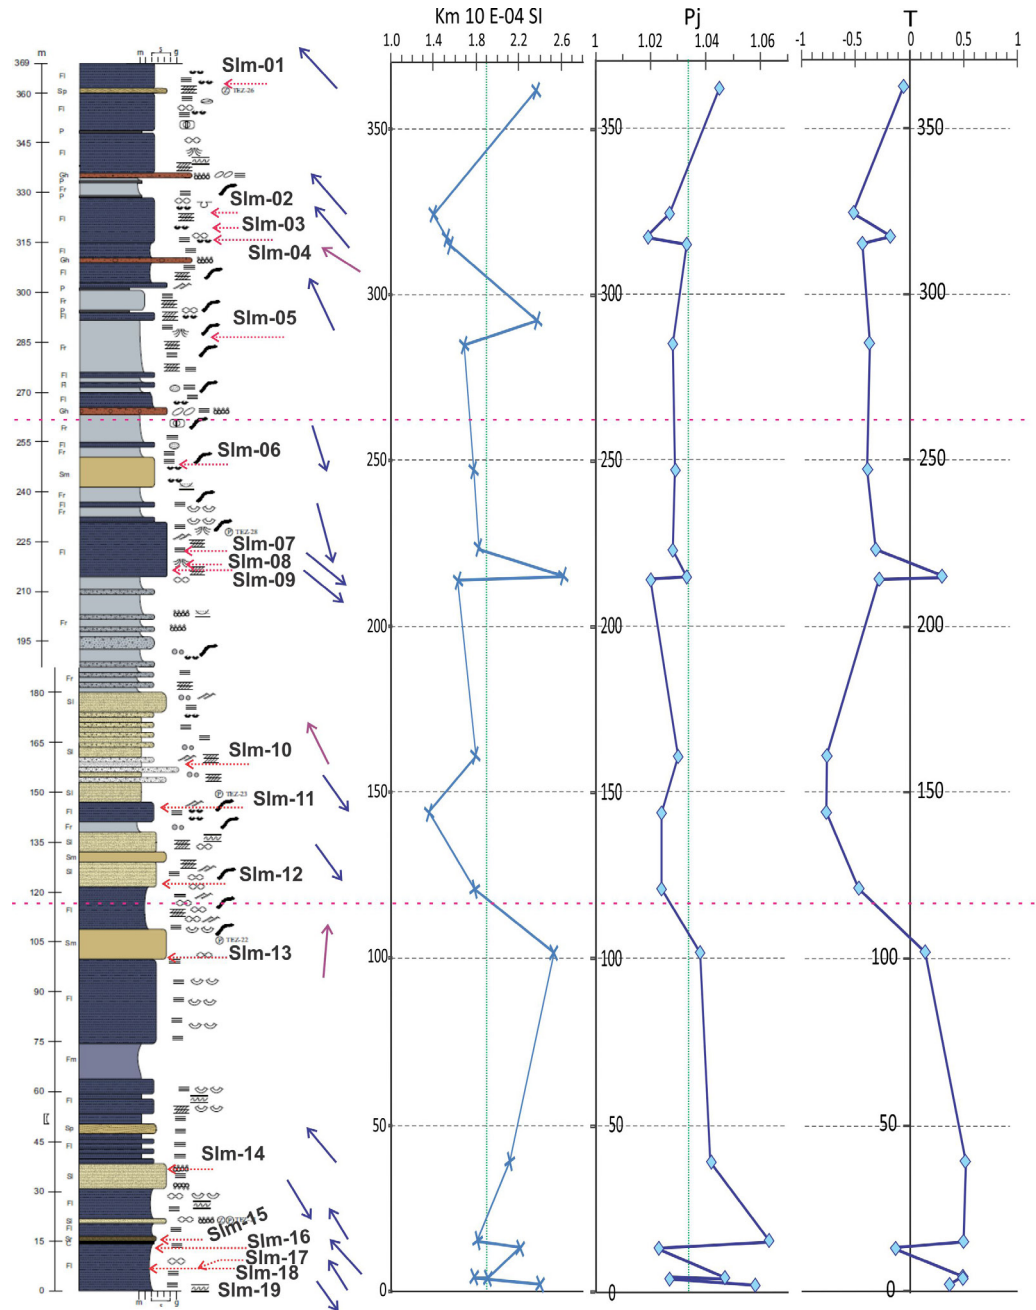 Km 10 E-04 SI
Pj
T
1.0 1.4 1.8 2.2 2.6
1 1.02 1.04 1.06
-1 -0.5 0 0.5 1
m
m s g
369
360
345
330
315
300
285
270
255
240
225
210
195
180
165
150
135
120
105
90
75
60
45
30
15
0
Fl
Sp
Fl
P
Fl
Gh
P
Fr
P
Fl
Fl
Gh
Fl
P
Fr
P
Fl
Fr
Fl
Fl
Fl
Gh
Fr
Fl
Fr
Sm
Fr
Fl
Fr
Fl
Fr
Fr
Sl
Sl
Sl
Fl
Fr
Sl
Sm
Sl
Fl
Sm
Fl
Fm
Fl
Sp
Fl
Sl
Fl
Sl
Fl
Fl
Slm-01
TEZ-26
Slm-02
Slm-03
Slm-04
Slm-05
Slm-06
P TEZ-28
Slm-07
Slm-08
Slm-09
Slm-10
P TEZ-23
Slm-11
Slm-12
P TEZ-22
Slm-13
Slm-14
Slm-15
Slm-16
Slm-17
Slm-18
Slm-19
350
300
250
200
150
100
50
0
350
300
250
200
150
100
50
0
350
300
250
200
150
100
50
0
m s g